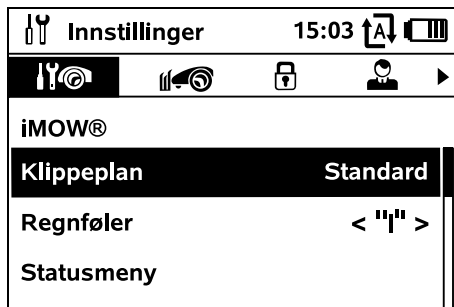 Innstillinger 15:03 A
iMOW®
Klippeplan Standard
Regnføler < "I" >
Statusmeny